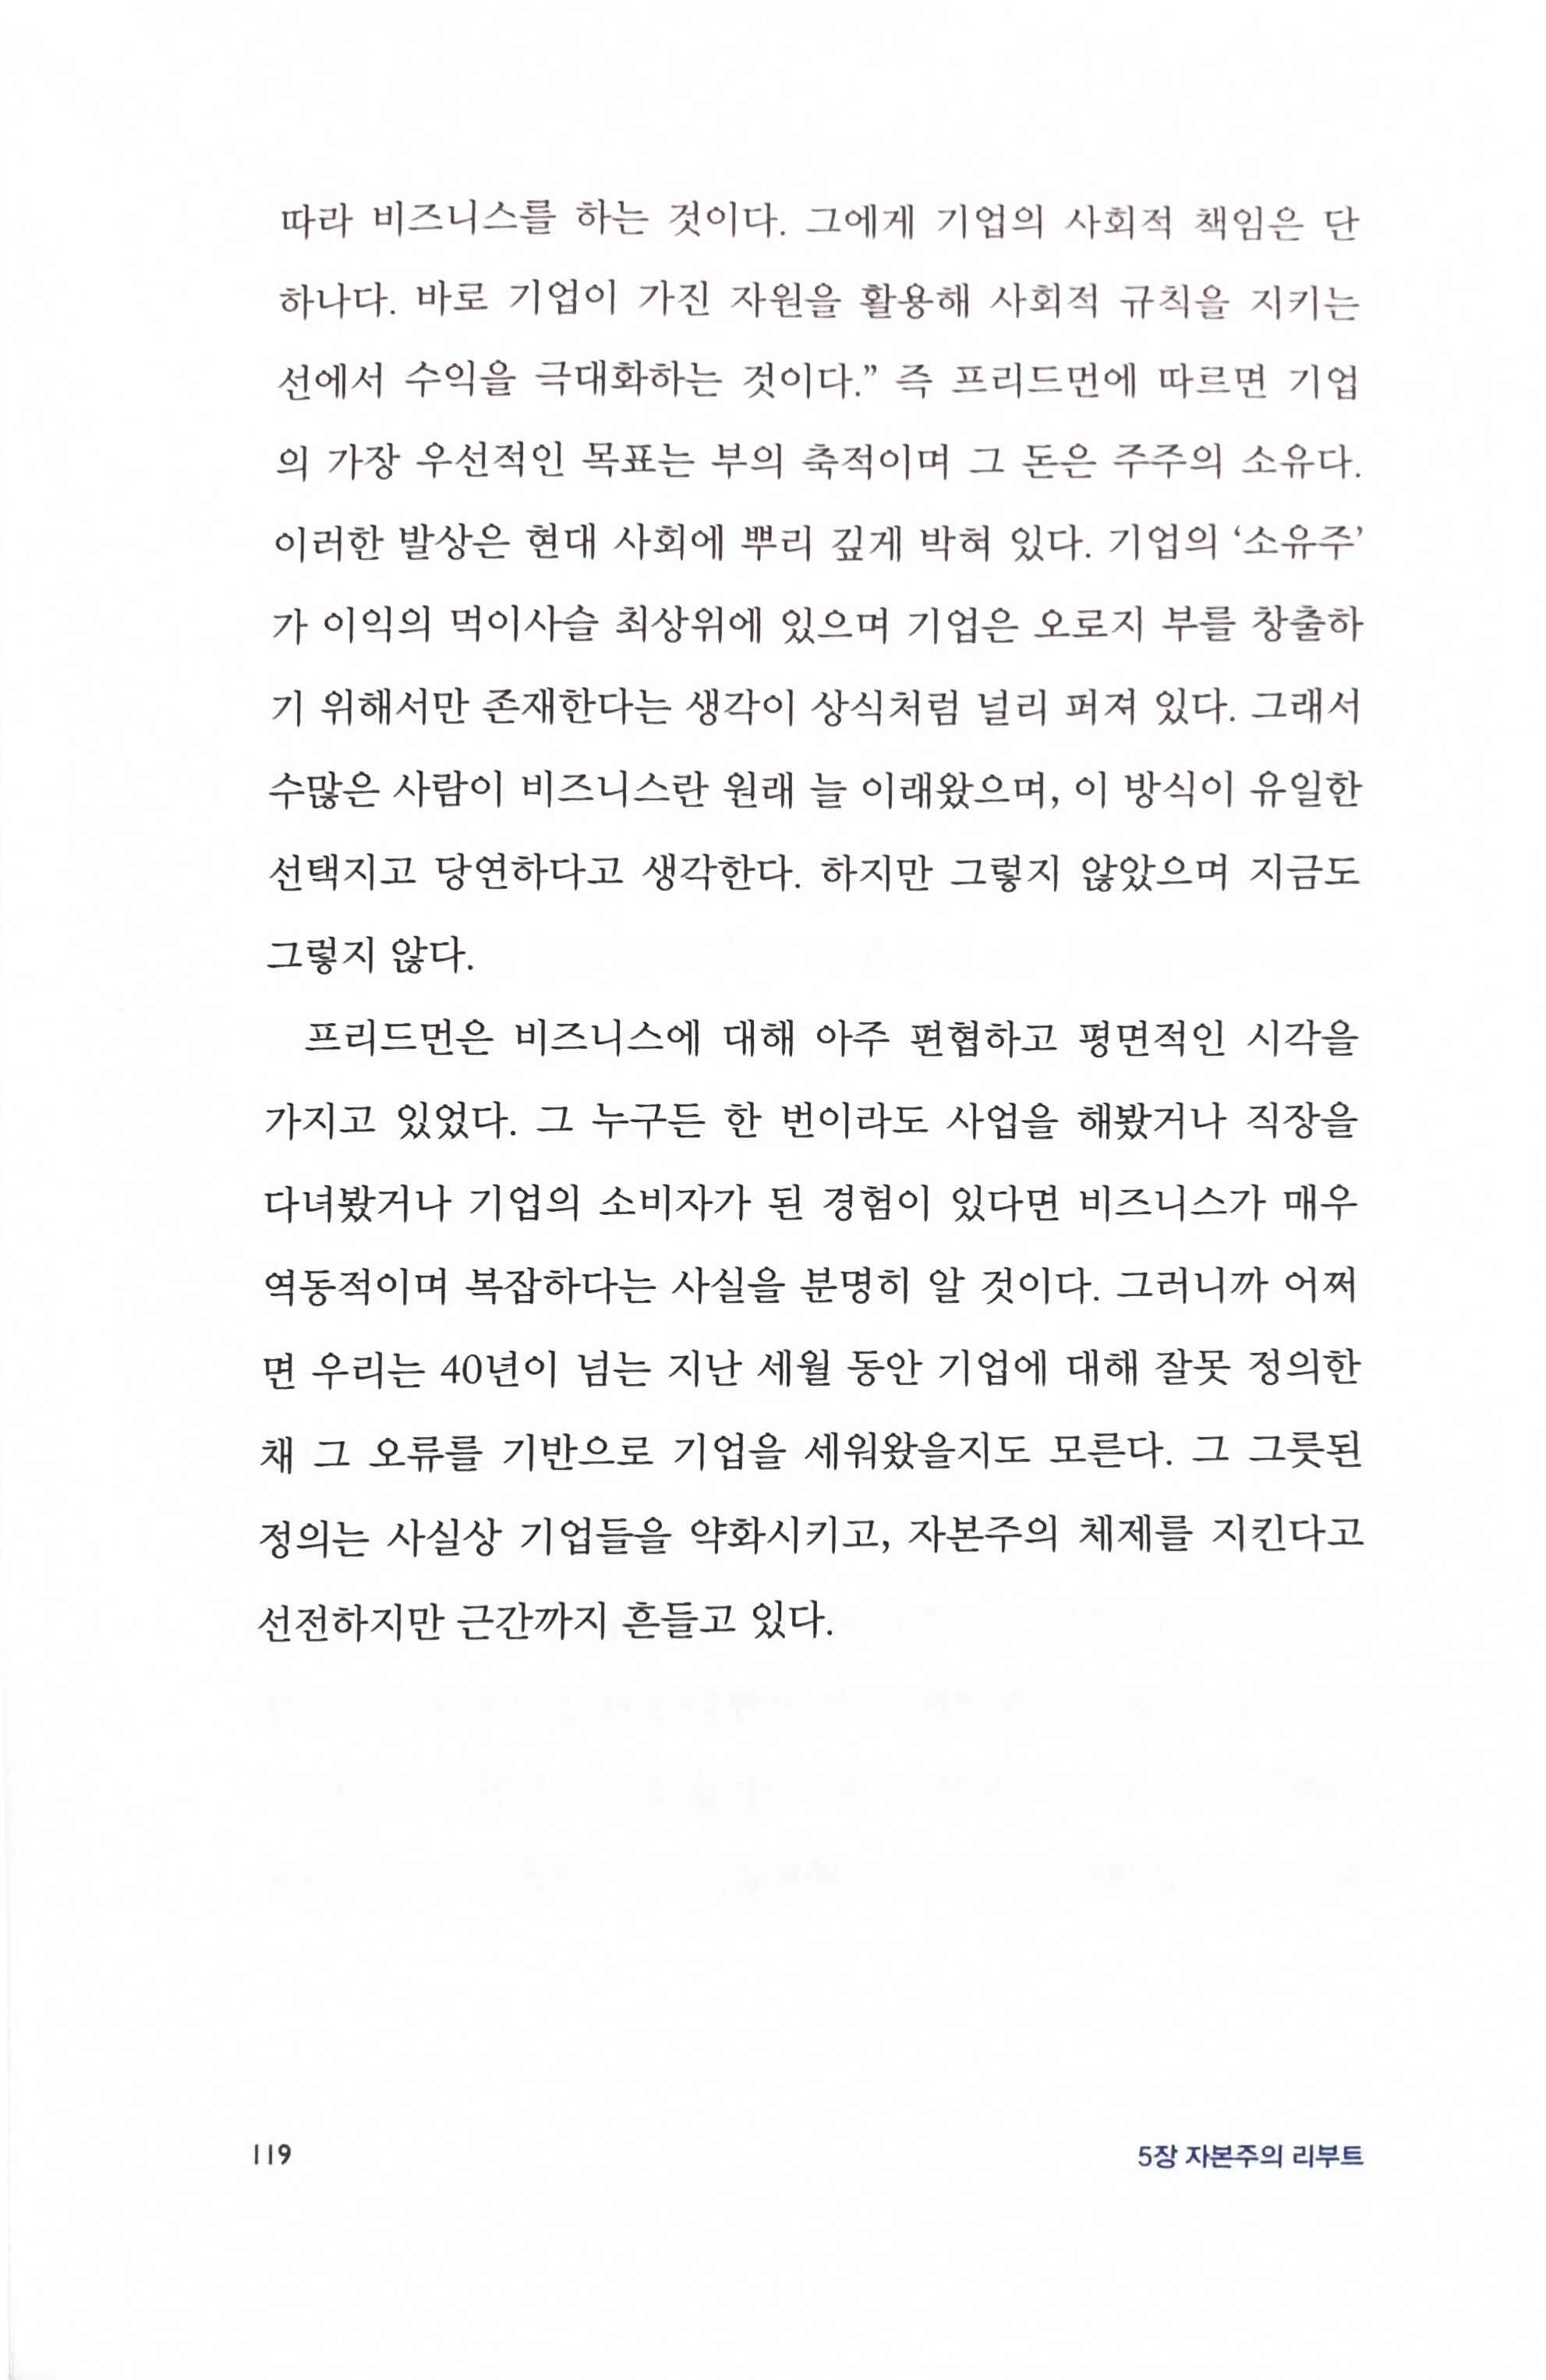 따라 비즈니스를 하는 것이다. 그에게 기업의 사회적 책임은 단
하나다. 바로 기업이 가진 자원을 활용해 사회적 규칙을 지키는
선에서 수익을 극대화하는 것이다.” 즉 프리드먼에 따르면 기업
의 가장 우선적인 목표는 부의 축적이며 그 돈은 주주의 소유다.
이러한 발상은 현대 사회에 뿌리 깊게 박혀 있다. 기업의 ‘소유주’
가 이익의 먹이사슬 최상위에 있으며 기업은 오로지 부를 창출하
기 위해서만 존재한다는 생각이 상식처럼 널리 퍼져 있다. 그래서
수많은 사람이 비즈니스란 원래 늘 이래왔으며, 이 방식이 유일한
선택지고 당연하다고 생각한다. 하지만 그렇지 않았으며 지금도
그렇지 않다.
프리드먼은 비즈니스에 대해 아주 편협하고 평면적인 시각을
가지고 있었다. 그 누구든 한 번이라도 사업을 해봤거나 직장을
다녀봤거나 기업의 소비자가 된 경험이 있다면 비즈니스가 매우
역동적이며 복잡하다는 사실을 분명히 알 것이다. 그러니까 어쩌
면 우리는 40년이 넘는 지난 세월 동안 기업에 대해 잘못 정의한
채 그 오류를 기반으로 기업을 세워왔을지도 모른다. 그 그릇된
정의는 사실상 기업들을 약화시키고, 자본주의 체제를 지킨다고
선전하지만 근간까지 흔들고 있다.
119
5장 자본주의 리부트